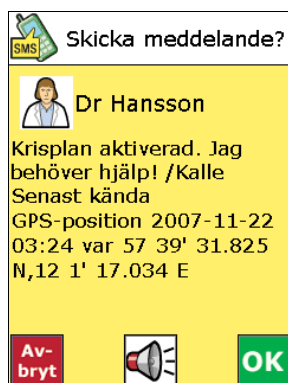 SMS
Skicka meddelande?
Dr Hansson
Krisplan aktiverad. Jag
behöver hjälp! /Kalle
Senast kända
GPS-position 2007-11-22
03:24 var 57 39' 31.825
N,12 1' 17.034 E
Av-
bryt
OK